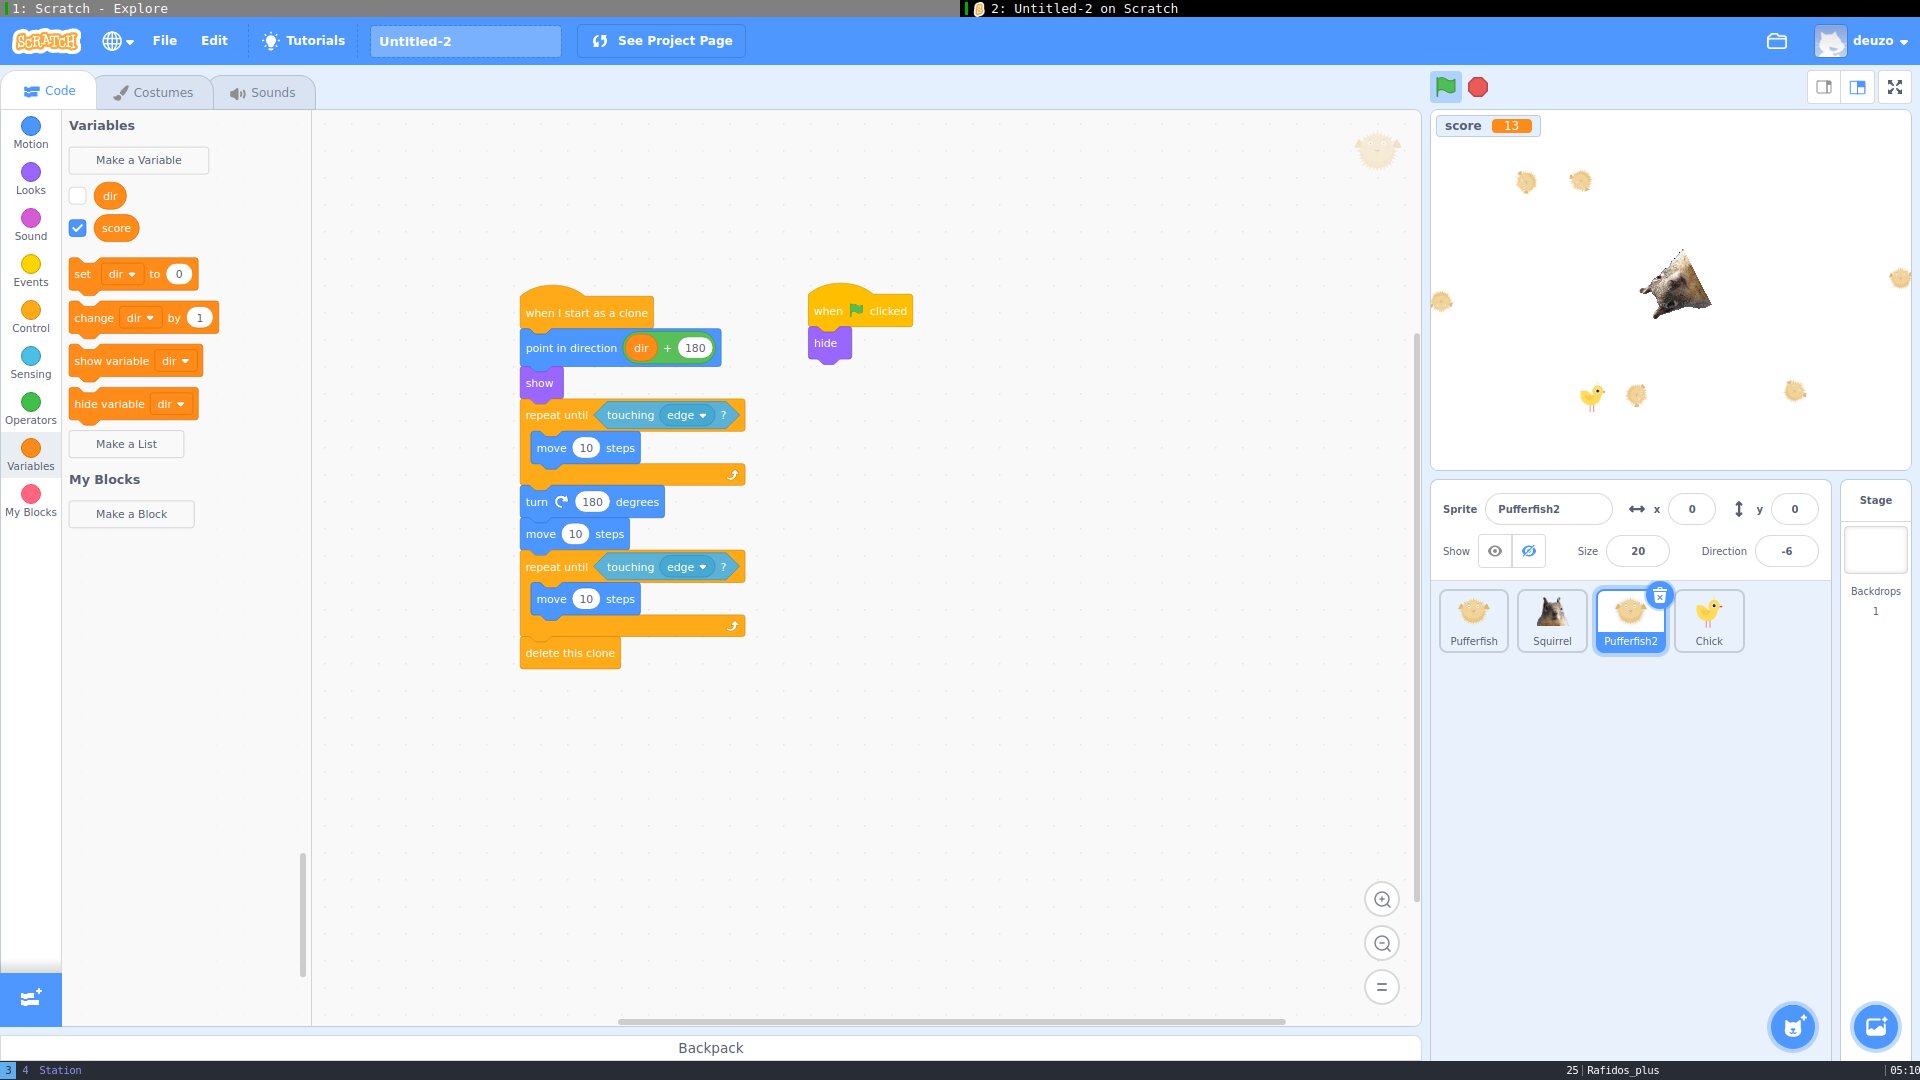 1: Scratch - Explore
2: Untitled-2 on Scratch
SCRATCH
File
Edit
Tutorials
Untitled-2
See Project Page
deuzo
Code
Costumes
Sounds
Motion
Looks
Sound
Events
Control
Sensing
Operators
Variables
My Blocks
Variables
Make a Variable
dir
score
set dir to 0
change dir by 1
show variable dir
hide variable dir
Make a List
My Blocks
Make a Block
when I start as a clone
point in direction dir + 180
show
repeat until touching edge ?
move 10 steps
turn 180 degrees
move 10 steps
repeat until touching edge ?
move 10 steps
delete this clone
when clicked
hide
score 13
Sprite Pufferfish2 x 0 y 0
Show Size 20 Direction -6
Pufferfish
Squirrel
Pufferfish2
Chick
Stage
Backdrops
1
Backpack
3 4 Station
25 Rafidos_plus
05:10